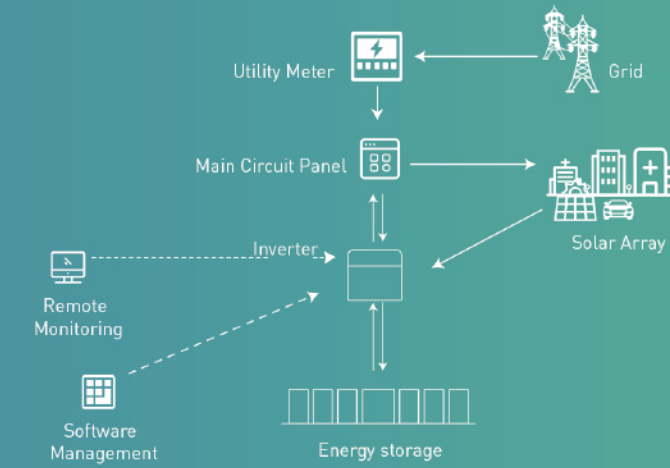 Utility Meter
Grid
Main Circuit Panel
Solar Array
Inverter
Remote
Monitoring
Software
Management
Energy storage